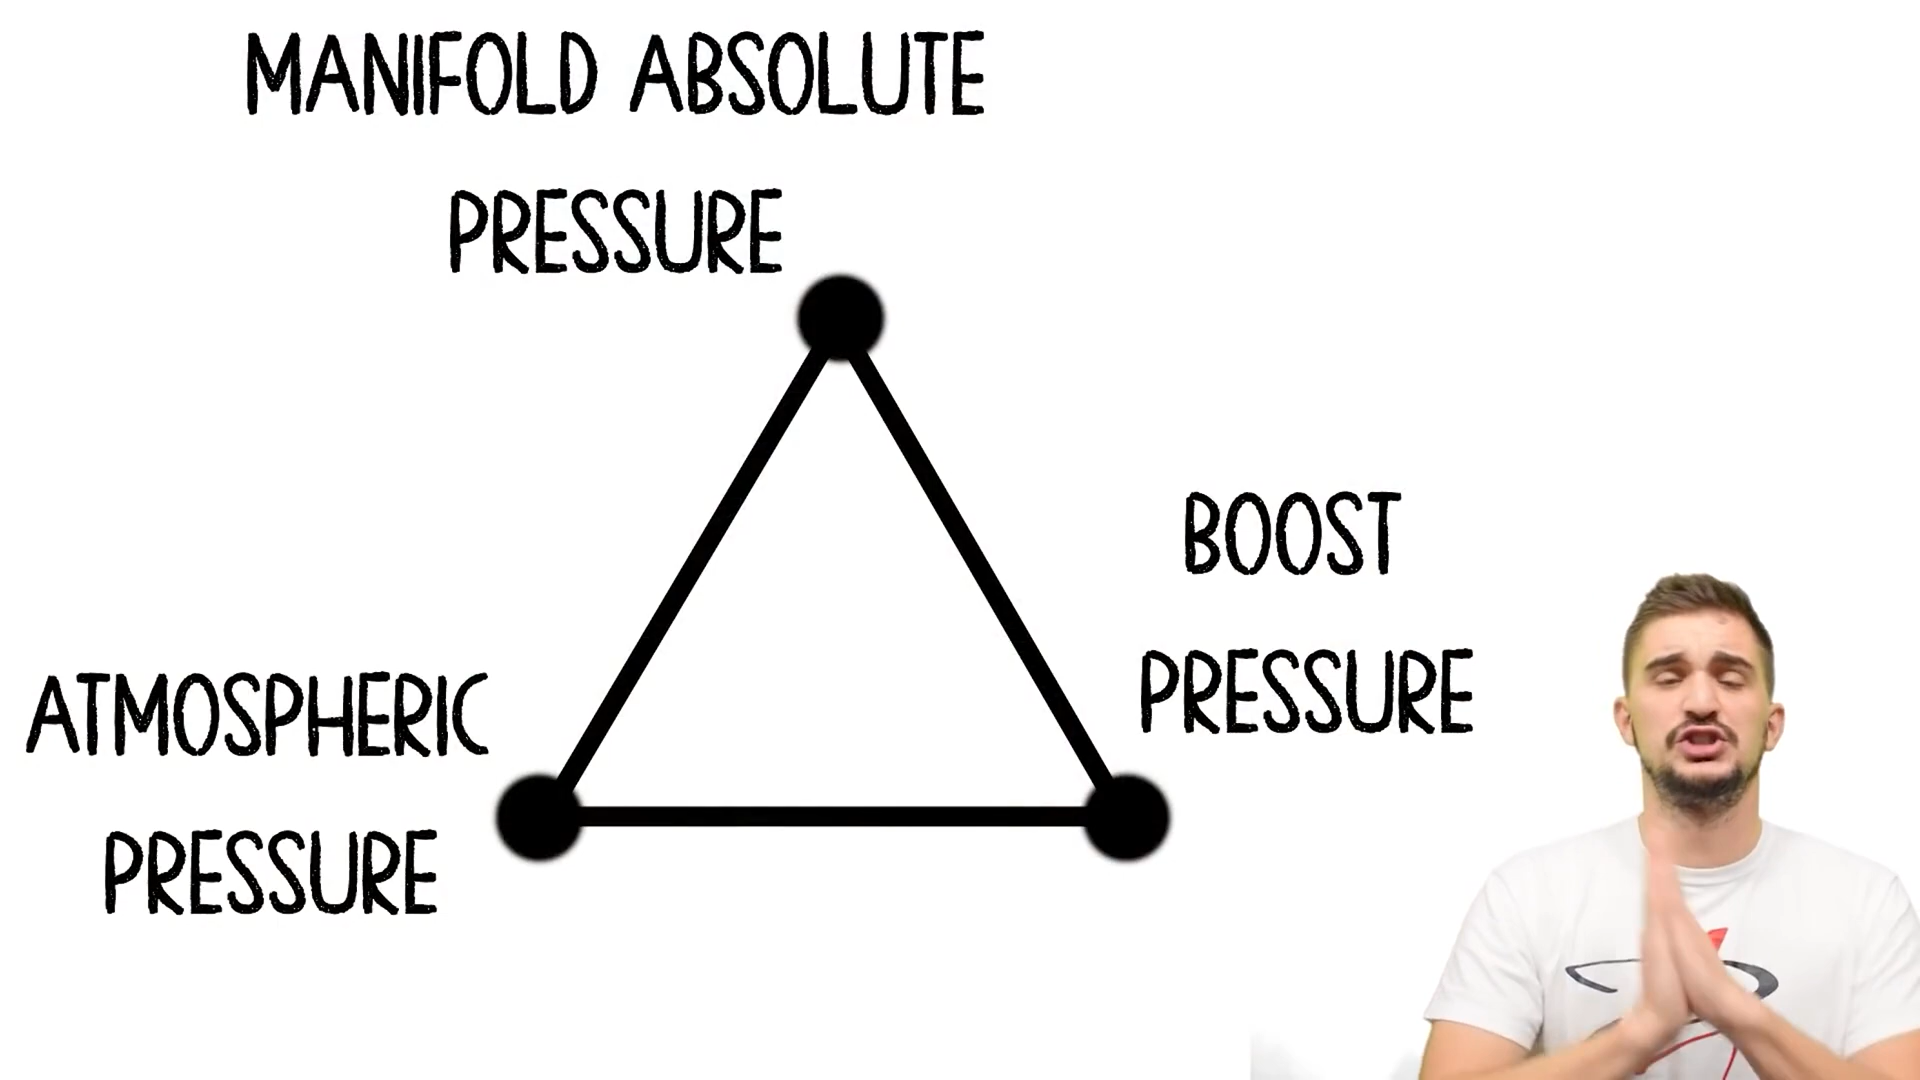 MANIFOLD ABSOLUTE
PRESSURE
BOOST
PRESSURE
ATMOSPHERIC
PRESSURE